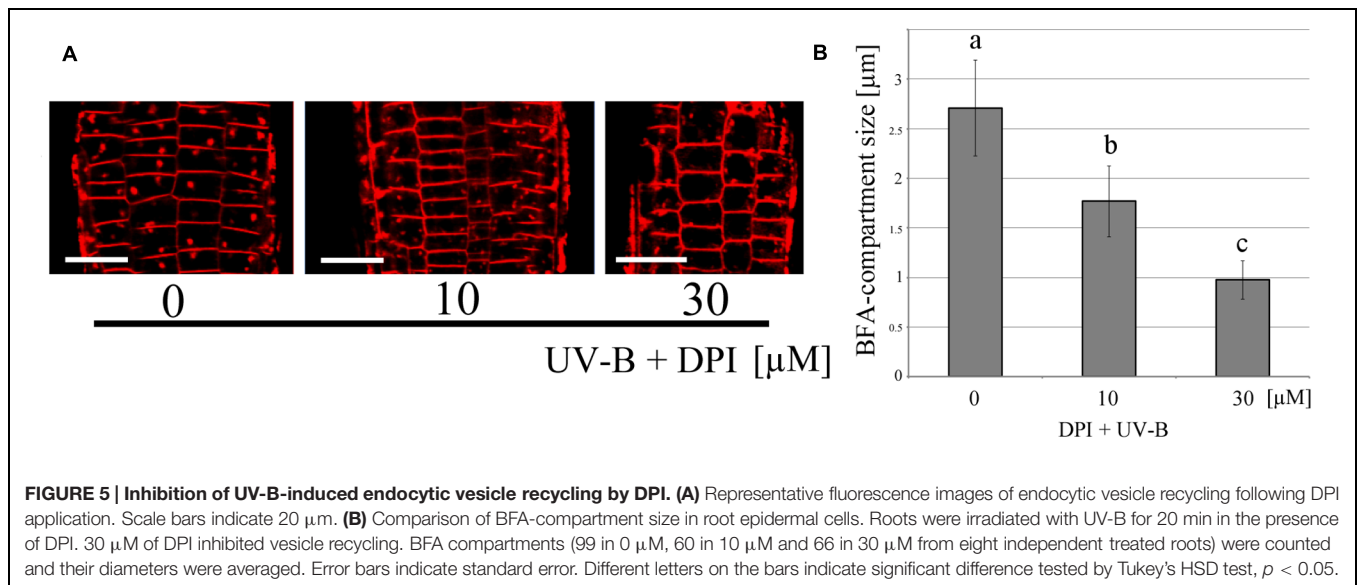 A
B
0
10
30
UV-B + DPI [μM]
BFA-compartment size [μm]
3
2.5
2
1.5
1
0.5
0
a
b
c
0
10
30 [μM]
DPI + UV-B
FIGURE 5 | Inhibition of UV-B-induced endocytic vesicle recycling by DPI. (A) Representative fluorescence images of endocytic vesicle recycling following DPI
application. Scale bars indicate 20 μm. (B) Comparison of BFA-compartment size in root epidermal cells. Roots were irradiated with UV-B for 20 min in the presence
of DPI. 30 μM of DPI inhibited vesicle recycling. BFA compartments (99 in 0 μM, 60 in 10 μM and 66 in 30 μM from eight independent treated roots) were counted
and their diameters were averaged. Error bars indicate standard error. Different letters on the bars indicate significant difference tested by Tukey's HSD test, p < 0.05.